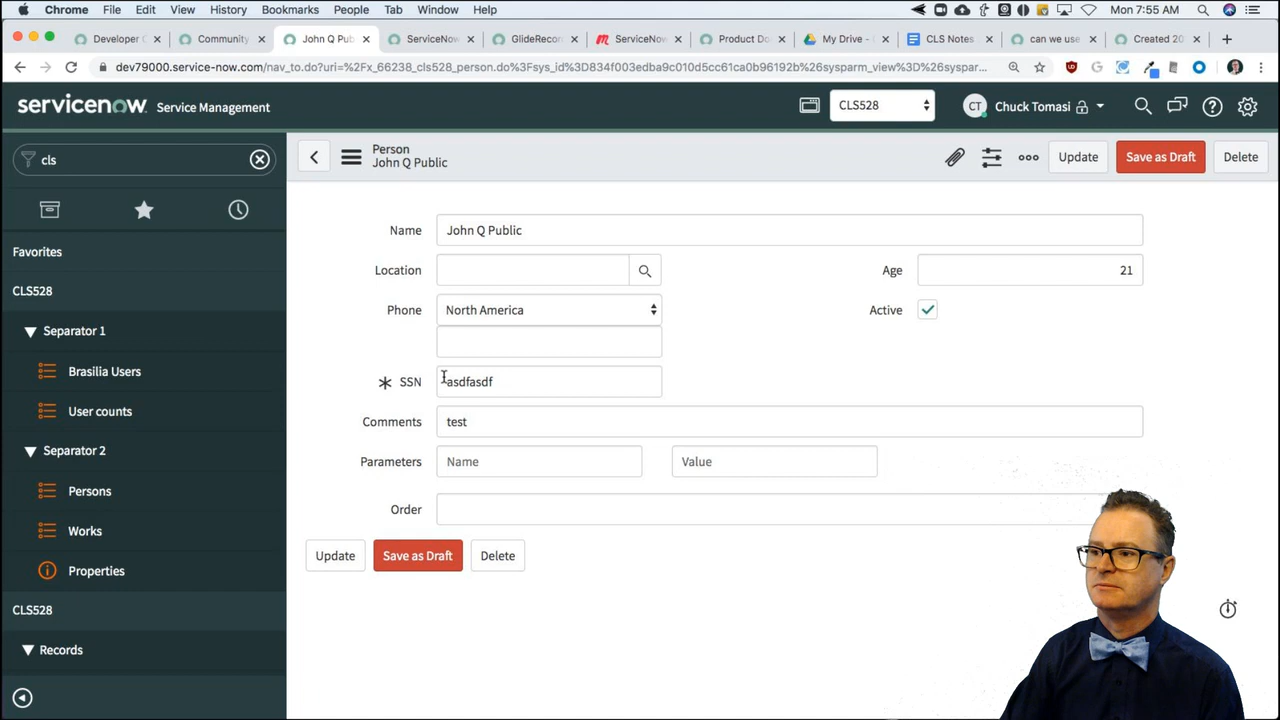 Chrome File Edit View History Bookmarks People Tab Window Help Mon 7:55 AM
Developer C
Community
John Q Pub
ServiceNow
GlideRecor
ServiceNow
Product Do
My Drive -
CLS Notes
can we use
Created 20
dev79000.service-now.com/nav_to.do?uri=%2Fx_66238_cls528_person.do%3Fsys_id%3D834f003edba9c010d5cc61ca0b96192b%26sysparm_view%3D%26syspar...
servicenow Service Management
CLS528
CT Chuck Tomasi
cls
Favorites
CLS528
Separator 1
Brasilia Users
User counts
Separator 2
Persons
Works
Properties
CLS528
Records
Person
John Q Public
Update Save as Draft Delete
Name John Q Public
Location
Age 21
Phone North America
Active
SSN asdfasdf
Comments test
Parameters Name Value
Order
Update Save as Draft Delete